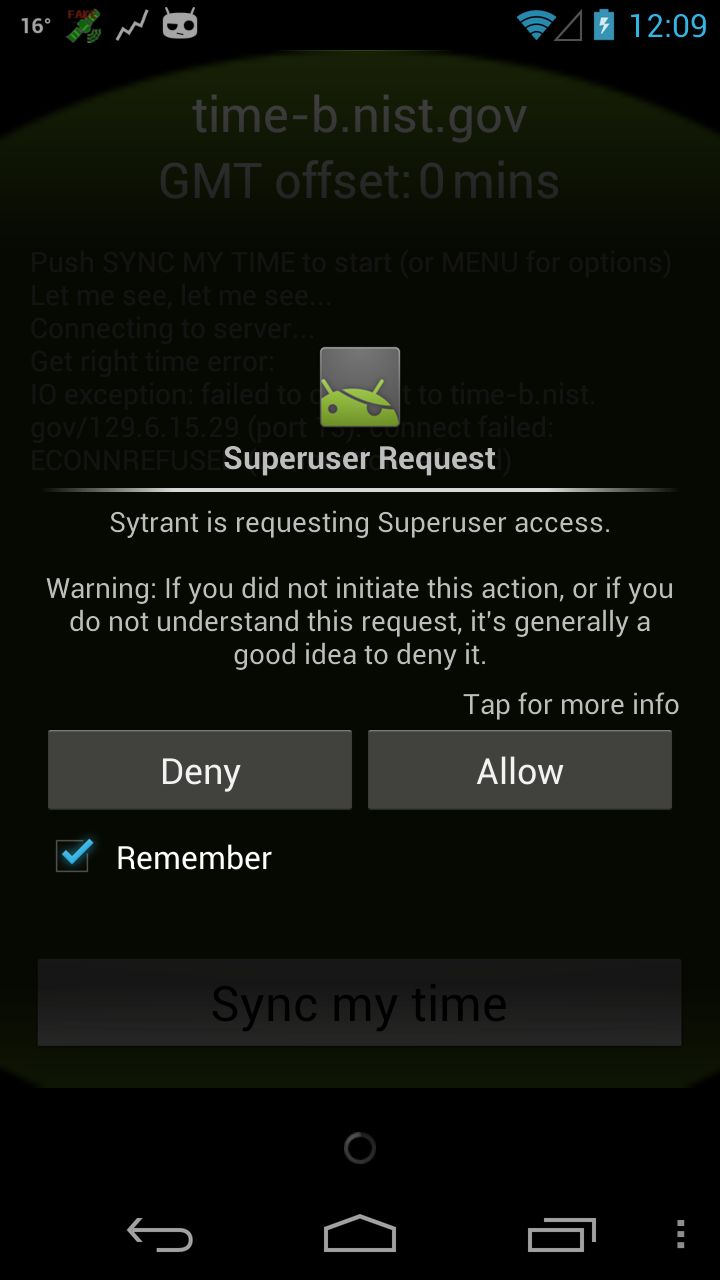 16°
FAKE
12:09
time-b.nist.gov
GMT offset: 0 mins
Push SYNC MY TIME to start (or MENU for options)
Let me see, let me see...
Connecting to server...
Get right time error:
IO exception: failed to to time-b.nist.
gov/129.6.15.29 (port connect failed:
Superuser Request
Sytrant is requesting Superuser access.
Warning: If you did not initiate this action, or if you
do not understand this request, it's generally a
good idea to deny it.
Tap for more info
Deny
Allow
Remember
Sync my time